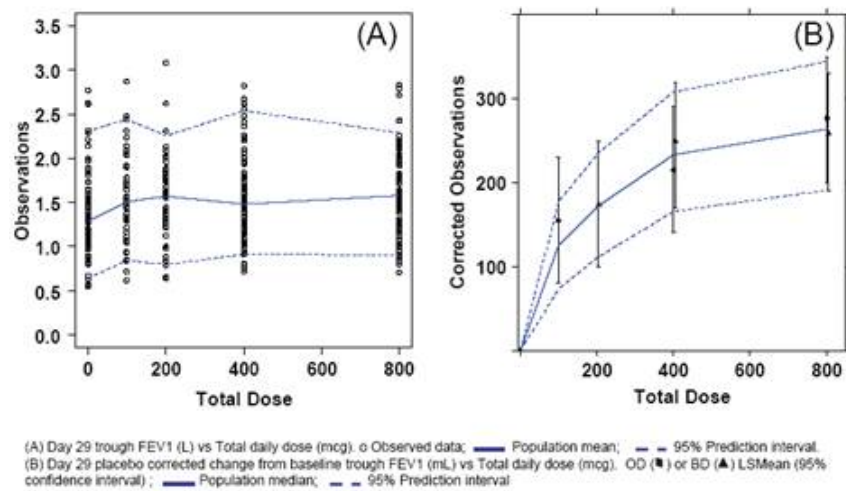 (A)
(B)
Observations
3.5
3.0
2.5
2.0
1.5
1.0
0.5
0.0
0
200
400
600
800
Total Dose
Corrected Observations
300
200
100
200
400
600
800
Total Dose
(A) Day 29 trough FEV1 (L) vs Total daily dose (mcg). o Observed data; Population mean; 95% Prediction interval.
(B) Day 29 placebo corrected change from baseline trough FEV1 (mL) vs Total daily dose (mcg). OD (■) or BD (▲) LSMean (95%
confidence interval) ; Population median; 95% Prediction interval